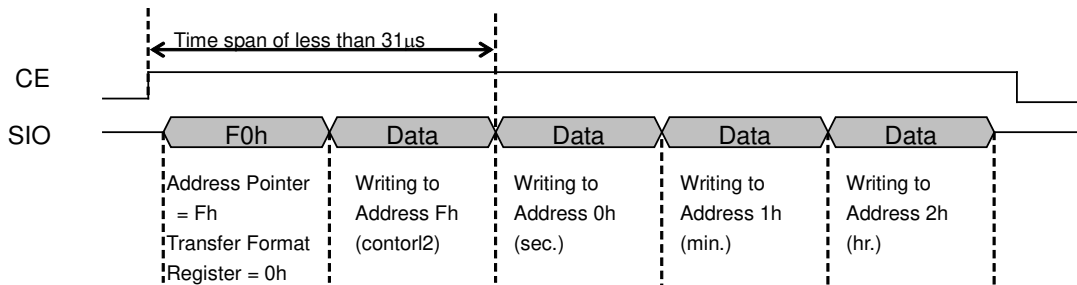 Time span of less than 31μs
CE
SIO
F0h Data Data Data Data
Address Pointer Writing to Writing to Writing to Writing to
= Fh Address Fh Address 0h Address 1h Address 2h
Transfer Format (contorl2) (sec.) (min.) (hr.)
Register = 0h